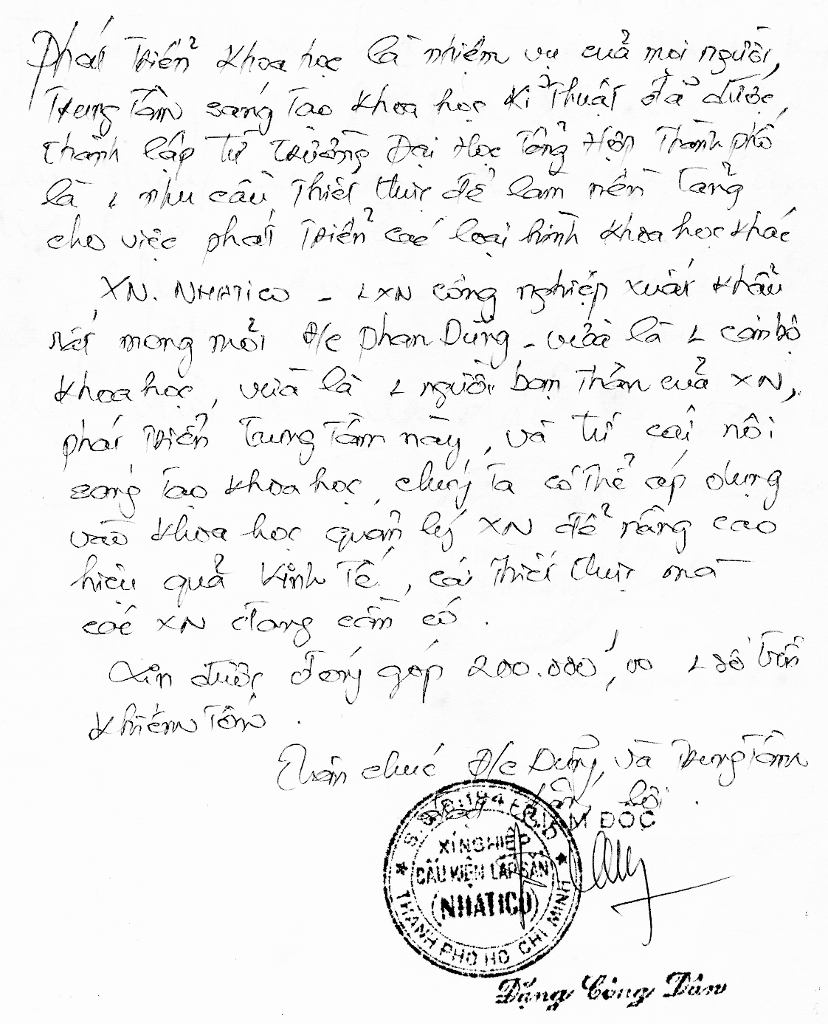 Phát triển khoa học là nhiệm vụ của mọi người,
Trung Tâm sáng tạo khoa học kĩ thuật đã được,
thành lập từ trường Đại Học Tổng Hợp Thành phố
là 1 nhu cầu thiết thực để làm nền tảng
cho việc phát triển các loại hình khoa học khác
XN. NHATICO - 1 XN công nghiệp xuất khẩu
rất mong mỏi Đ/c Phan Dũng - vừa là 1 cán bộ
khoa học, vừa là 1 người bạn thân của XN,
phát triển Trung Tâm này, và từ cái nôi
sáng tạo khoa học, chúng ta có thể áp dụng
vào khoa học quản lý XN để nâng cao
hiệu quả kinh tế, cái thiết thực mà
các XN đang cần có.
Xin được đóng góp 200.000,00 1 số tiền
khiêm tốn.
Chân chúc Đ/c Dũng, và Trung Tâm
GIÁM ĐỐC
XÍ NGHIỆP
CẤU KIỆN LẮP SẴN
(NHATICO)
THÀNH PHỐ HỒ CHÍ MINH
Đặng Công Dân